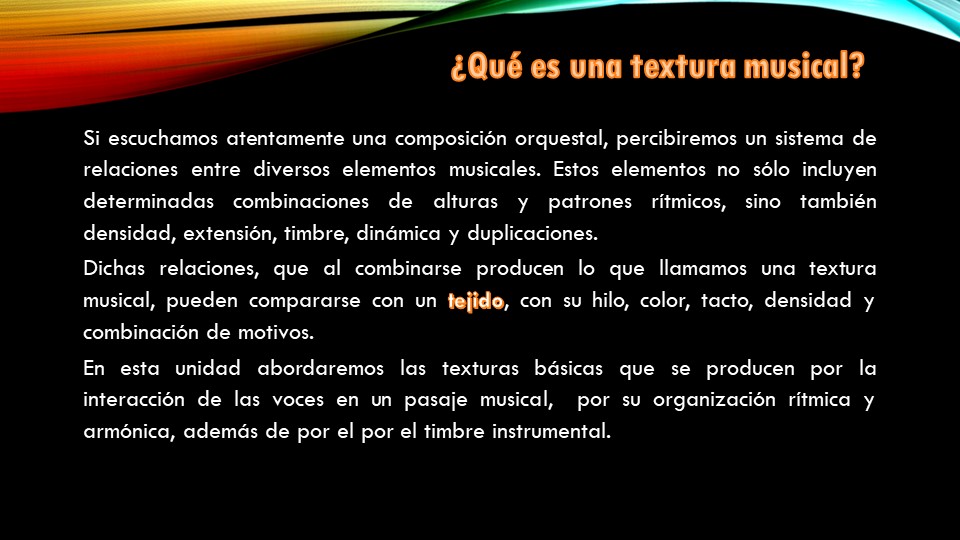 ¿Qué es una textura musical?
Si escuchamos atentamente una composición orquestal, percibiremos un sistema de
relaciones entre diversos elementos musicales. Estos elementos no sólo incluyen
determinadas combinaciones de alturas y patrones rítmicos, sino también
densidad, extensión, timbre, dinámica y duplicaciones.
Dichas relaciones, que al combinarse producen lo que llamamos una textura
musical, pueden compararse con un tejido, con su hilo, color, tacto, densidad y
combinación de motivos.
En esta unidad abordaremos las texturas básicas que se producen por la
interacción de las voces en un pasaje musical, por su organización rítmica y
armónica, además de por el por el timbre instrumental.